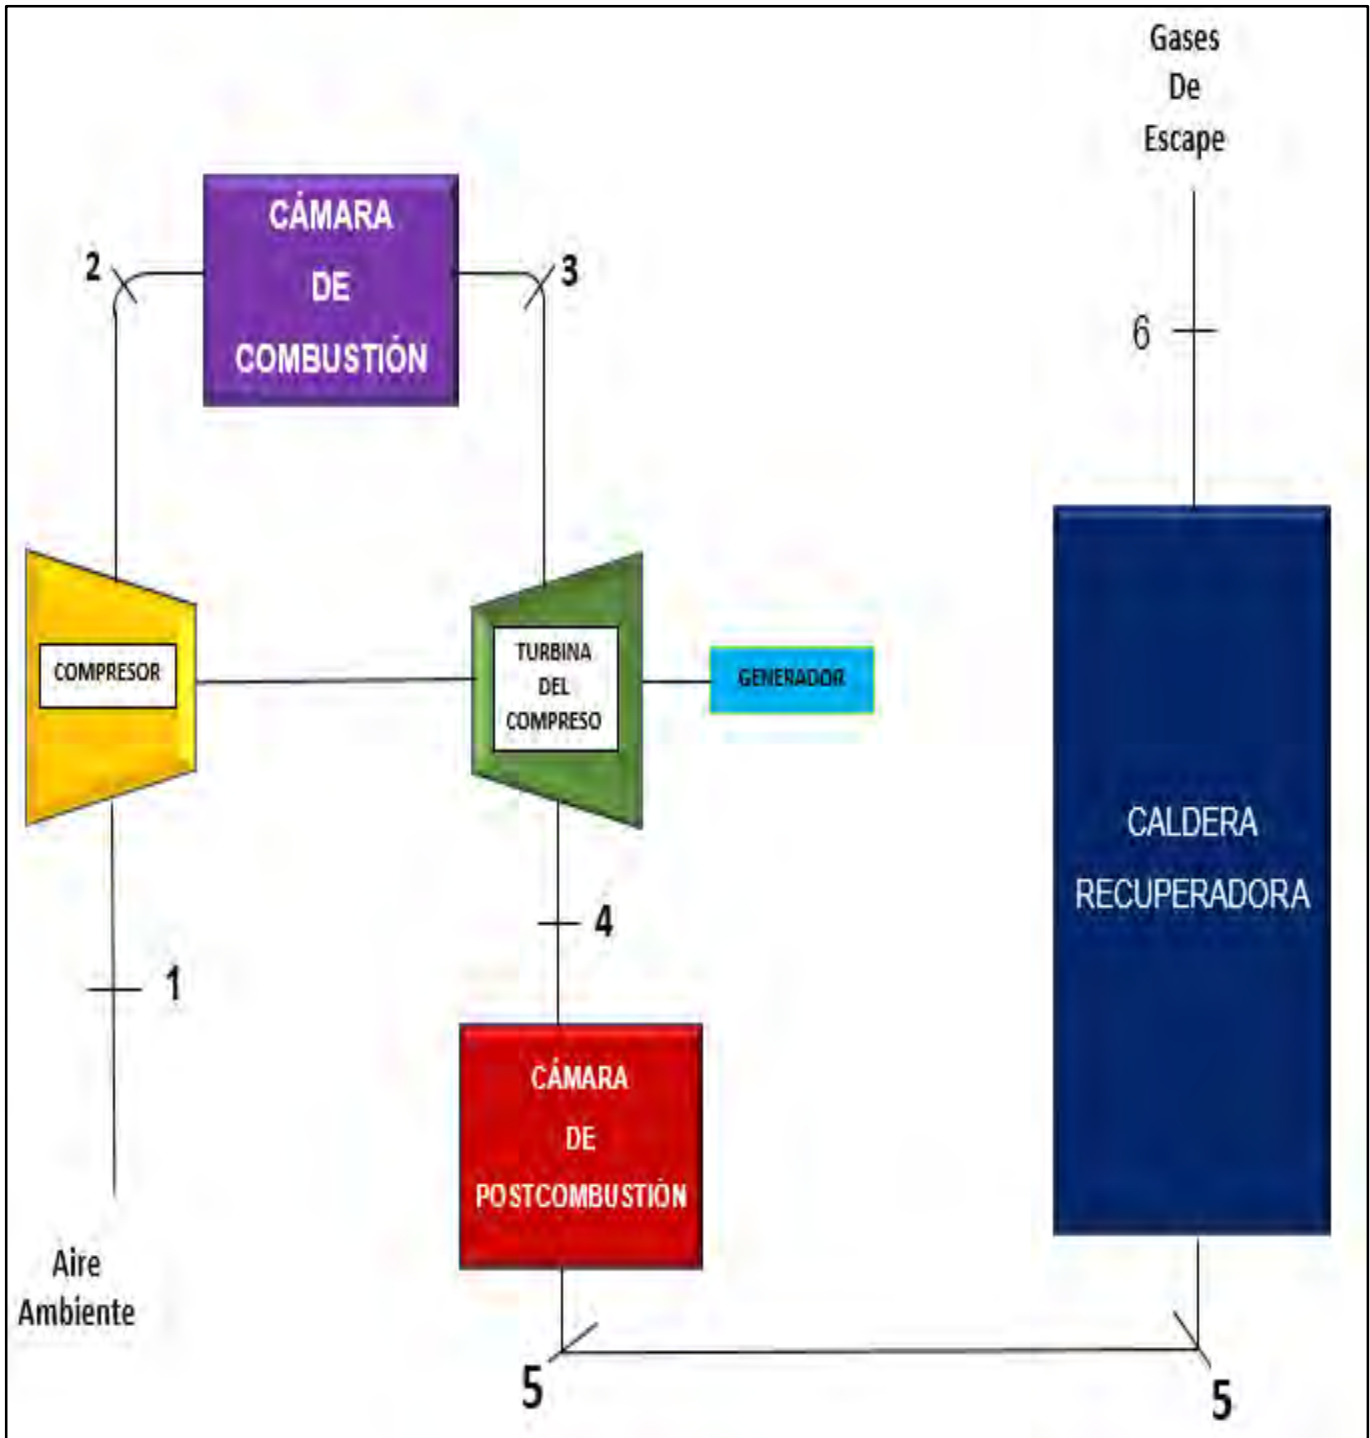 Gases
De
Escape
CÁMARA
DE
COMBUSTIÓN
2
3
6
COMPRESOR
TURBINA
DEL
COMPRESO
GENERADOR
CALDERA
RECUPERADORA
4
1
CÁMARA
DE
POSTCOMBUSTIÓN
Aire
Ambiente
5
5